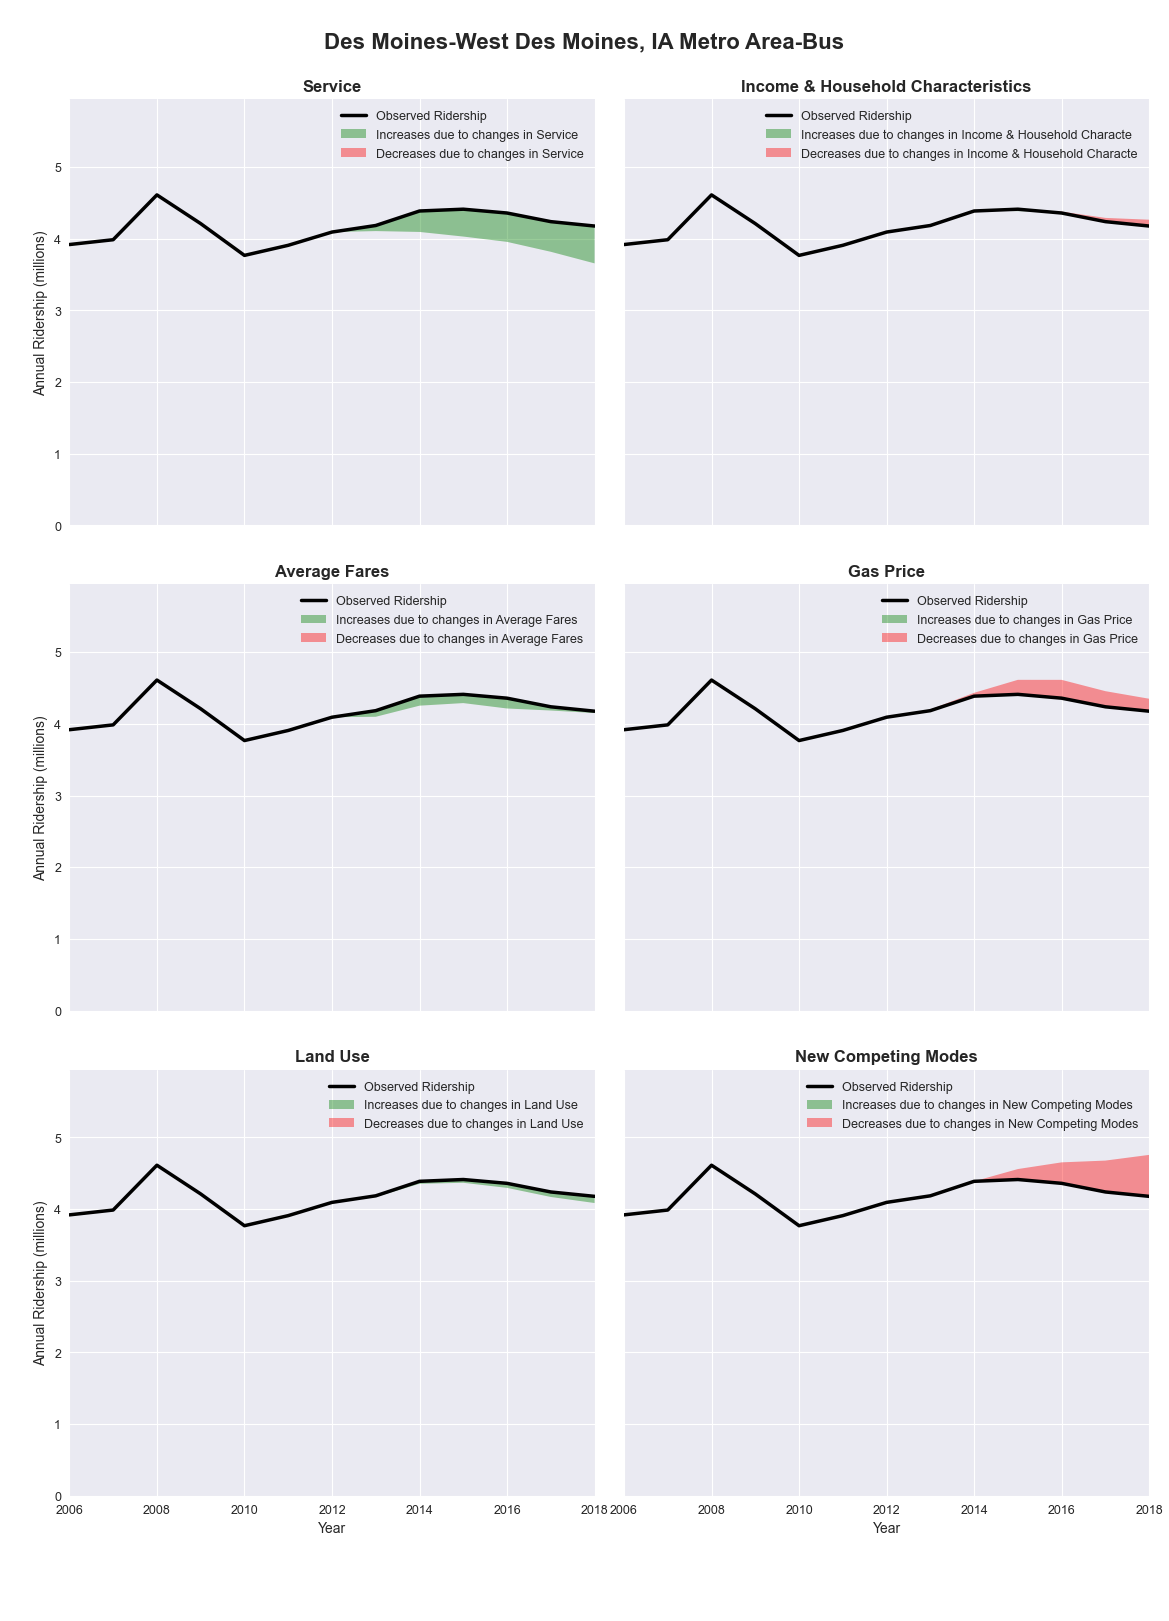 Des Moines-West Des Moines, IA Metro Area-Bus
Service
Observed Ridership
Increases due to changes in Service
Decreases due to changes in Service
5
4
3
2
1
0
Annual Ridership (millions)
Income & Household Characteristics
Observed Ridership
Increases due to changes in Income & Household Characte
Decreases due to changes in Income & Household Characte
Average Fares
Observed Ridership
Increases due to changes in Average Fares
Decreases due to changes in Average Fares
5
4
3
2
1
0
Annual Ridership (millions)
Gas Price
Observed Ridership
Increases due to changes in Gas Price
Decreases due to changes in Gas Price
Land Use
Observed Ridership
Increases due to changes in Land Use
Decreases due to changes in Land Use
5
4
3
2
1
0
Annual Ridership (millions)
2006 2008 2010 2012 2014 2016 2018
Year
New Competing Modes
Observed Ridership
Increases due to changes in New Competing Modes
Decreases due to changes in New Competing Modes
2006 2008 2010 2012 2014 2016 2018
Year